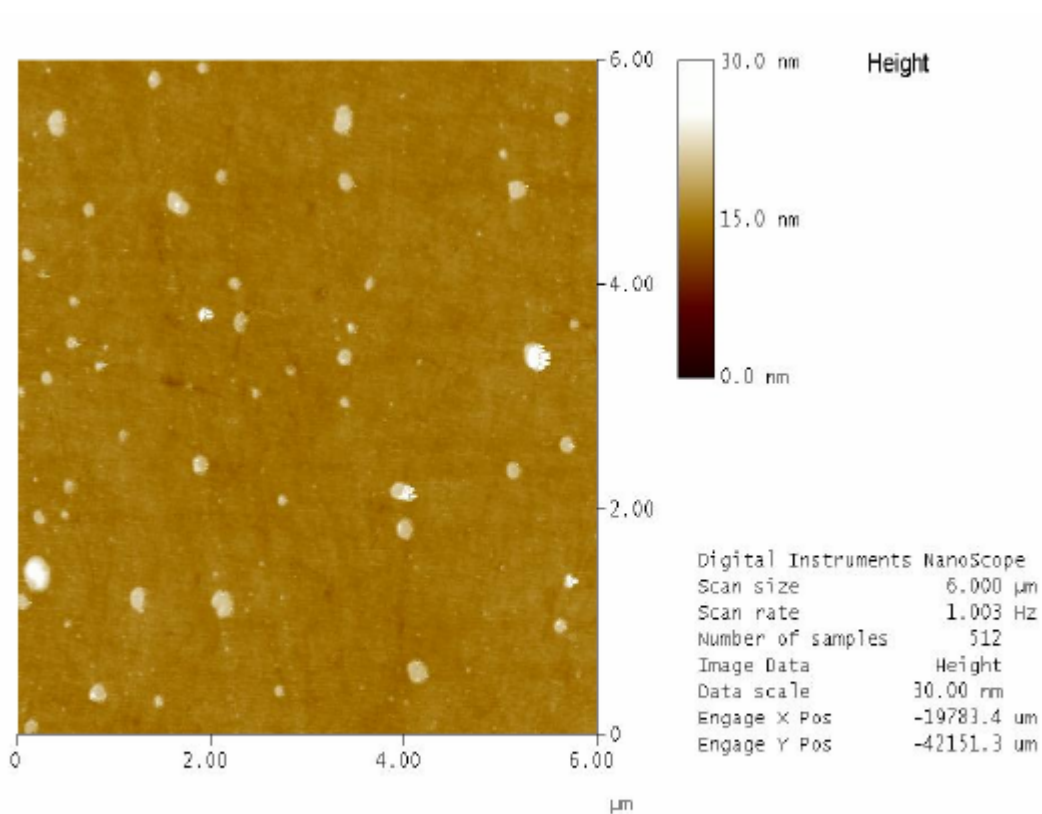 6.00
30.0 nm
Height
15.0 nm
4.00
0.0 nm
2.00
Digital Instruments NanoScope
Scan size 6.000 µm
Scan rate 1.003 Hz
Number of samples 512
Image Data Height
Data scale 30.00 nm
Engage X Pos -19783.4 um
Engage Y Pos -42151.3 um
0
0 2.00 4.00 6.00
µm